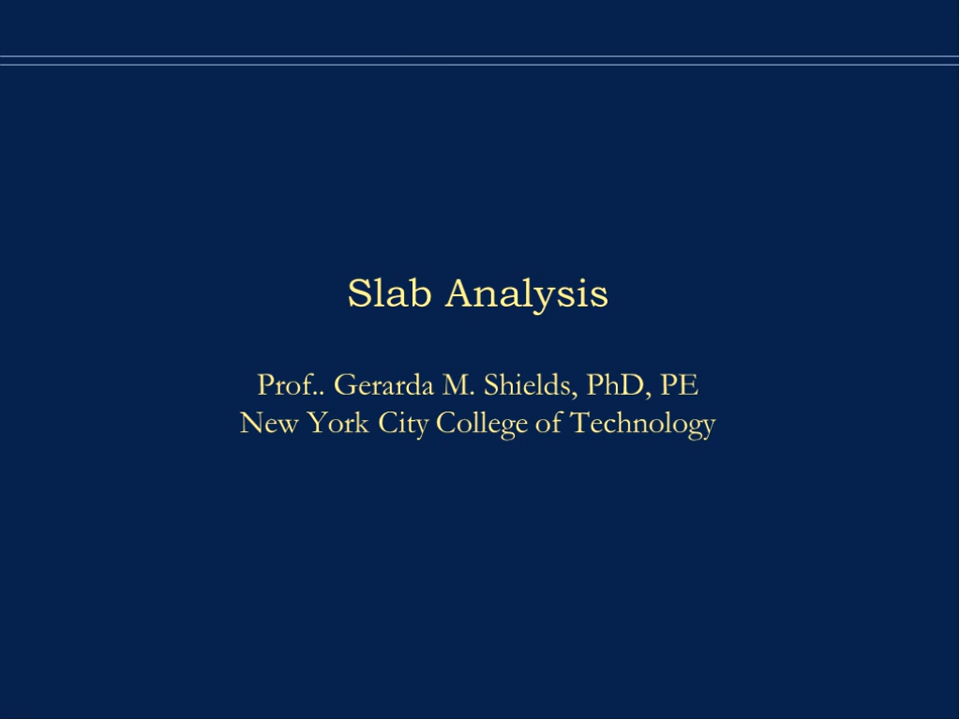 Slab Analysis
Prof.. Gerarda M. Shields, PhD, PE
New York City College of Technology